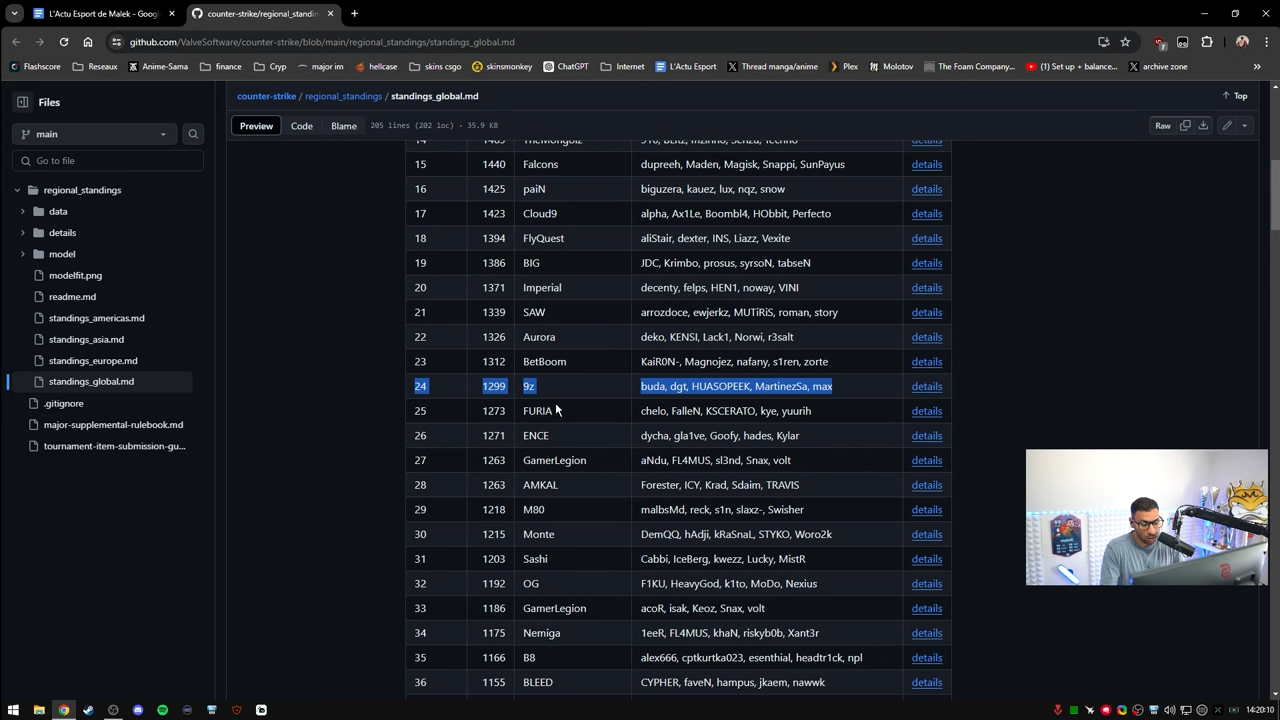 L'Actu Esport de Malek - Goog
counter-strike/regional_standin
github.com/ValveSoftware/counter-strike/blob/main/regional_standings/standings_global.md
Flashscore Reseaux Anime-Sama finance Cryp major im hellcase skins csgo skinsmonkey ChatGPT Internet L'Actu Esport Thread manga/anime Plex Molotov The Foam Company... (1) Set up + balance... archive zone
Files
counter-strike / regional_standings / standings_global.md
Top
main
Preview Code Blame 205 lines (202 loc) · 35.9 KB Raw
Go to file
regional_standings
data
details
model
modelfit.png
readme.md
standings_americas.md
standings_asia.md
standings_europe.md
standings_global.md
.gitignore
major-supplemental-rulebook.md
tournament-item-submission-gu...
15 1440 Falcons dupreeh, Maden, Magisk, Snappi, SunPayus details
16 1425 paiN biguzera, kauez, lux, nqz, snow details
17 1423 Cloud9 alpha, Ax1Le, Boombl4, HObbit, Perfecto details
18 1394 FlyQuest aliStair, dexter, INS, Liazz, Vexite details
19 1386 BIG JDC, Krimbo, prosus, syrsoN, tabseN details
20 1371 Imperial decenty, felps, HEN1, noway, VINI details
21 1339 SAW arrozdoce, ewjerkz, MUTiRiS, roman, story details
22 1326 Aurora deko, KENSI, Lack1, Norwi, r3salt details
23 1312 BetBoom KaiR0N-, Magnojez, nafany, s1ren, zorte details
24 1299 9z buda, dgt, HUASOPEEK, MartinezSa, max details
25 1273 FURIA chelo, FalleN, KSCERATO, kye, yuurih details
26 1271 ENCE dycha, gla1ve, Goofy, hades, Kylar details
27 1263 GamerLegion aNdu, FL4MUS, sl3nd, Snax, volt details
28 1263 AMKAL Forester, ICY, Krad, Sdaim, TRAVIS details
29 1218 M80 malbsMd, reck, s1n, slaxz-, Swisher details
30 1215 Monte DemQQ, hAdji, kRaSnaL, STYKO, Woro2k details
31 1203 Sashi Cabbi, IceBerg, kwezz, Lucky, MistR details
32 1192 OG F1KU, HeavyGod, k1to, MoDo, Nexius details
33 1186 GamerLegion acoR, isak, Keoz, Snax, volt details
34 1175 Nemiga 1eeR, FL4MUS, khaN, riskyb0b, Xant3r details
35 1166 B8 alex666, cptkurtka023, esenthial, headtr1ck, npl details
36 1155 BLEED CYPHER, faveN, hampus, jkaem, nawwk details
14:20:10